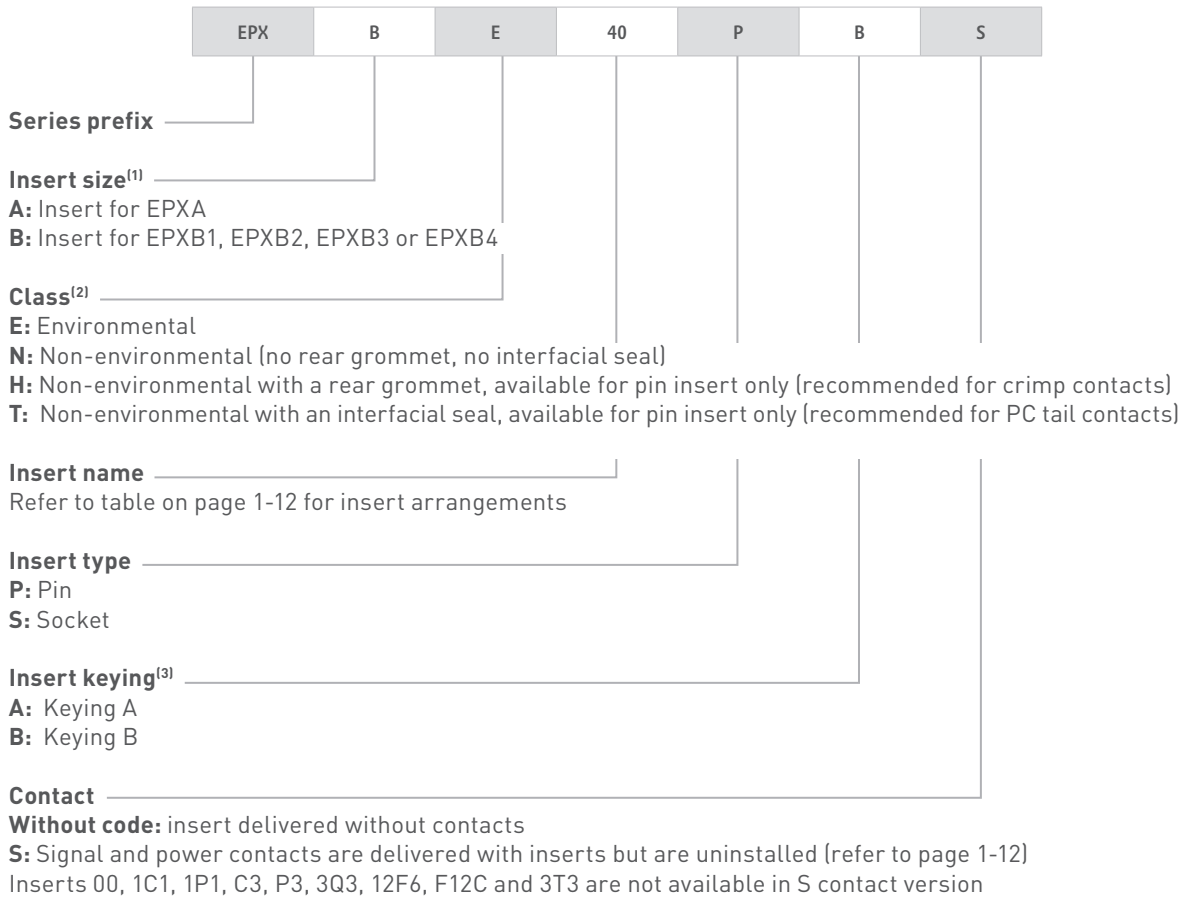 EPX B E 40 P B S
Series prefix
Insert size(1)
A: Insert for EPXA
B: Insert for EPXB1, EPXB2, EPXB3 or EPXB4
Class(2)
E: Environmental
N: Non-environmental (no rear grommet, no interfacial seal)
H: Non-environmental with a rear grommet, available for pin insert only (recommended for crimp contacts)
T: Non-environmental with an interfacial seal, available for pin insert only (recommended for PC tail contacts)
Insert name
Refer to table on page 1-12 for insert arrangements
Insert type
P: Pin
S: Socket
Insert keying(3)
A: Keying A
B: Keying B
Contact
Without code: insert delivered without contacts
S: Signal and power contacts are delivered with inserts but are uninstalled (refer to page 1-12)
Inserts 00, 1C1, 1P1, C3, P3, 3Q3, 12F6, F12C and 3T3 are not available in S contact version